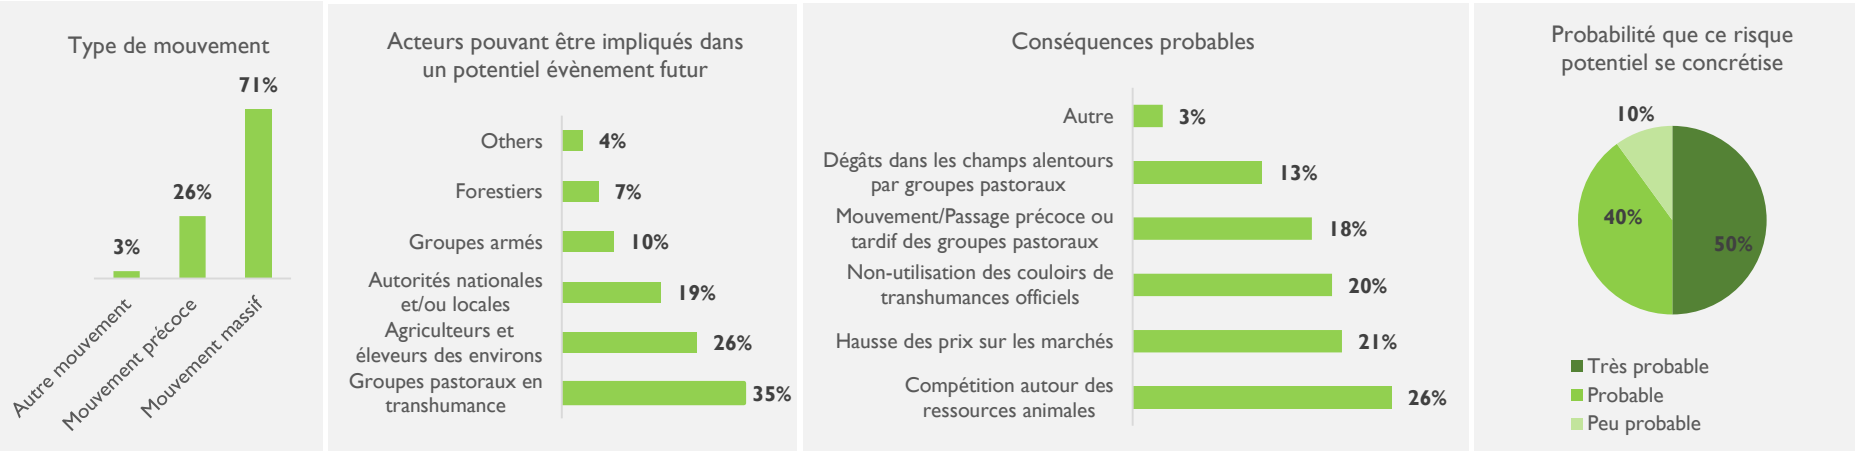 Type de mouvement
71%
26%
3%
Autre mouvement
Mouvement précoce
Mouvement massif
Acteurs pouvant être impliqués dans
un potentiel évènement futur
Others
4%
Forestiers
7%
Groupes armés
10%
Autorités nationales
et/ou locales
19%
Agriculteurs et
éleveurs des environs
26%
Groupes pastoraux en
transhumance
35%
Conséquences probables
Autre
3%
Dégâts dans les champs alentours
par groupes pastoraux
13%
Mouvement/Passage précoce ou
tardif des groupes pastoraux
18%
Non-utilisation des couloirs de
transhumances officiels
20%
Hausse des prix sur les marchés
21%
Compétition autour des
ressources animales
26%
Probabilité que ce risque
potentiel se concrétise
10%
40%
50%
Très probable
Probable
Peu probable